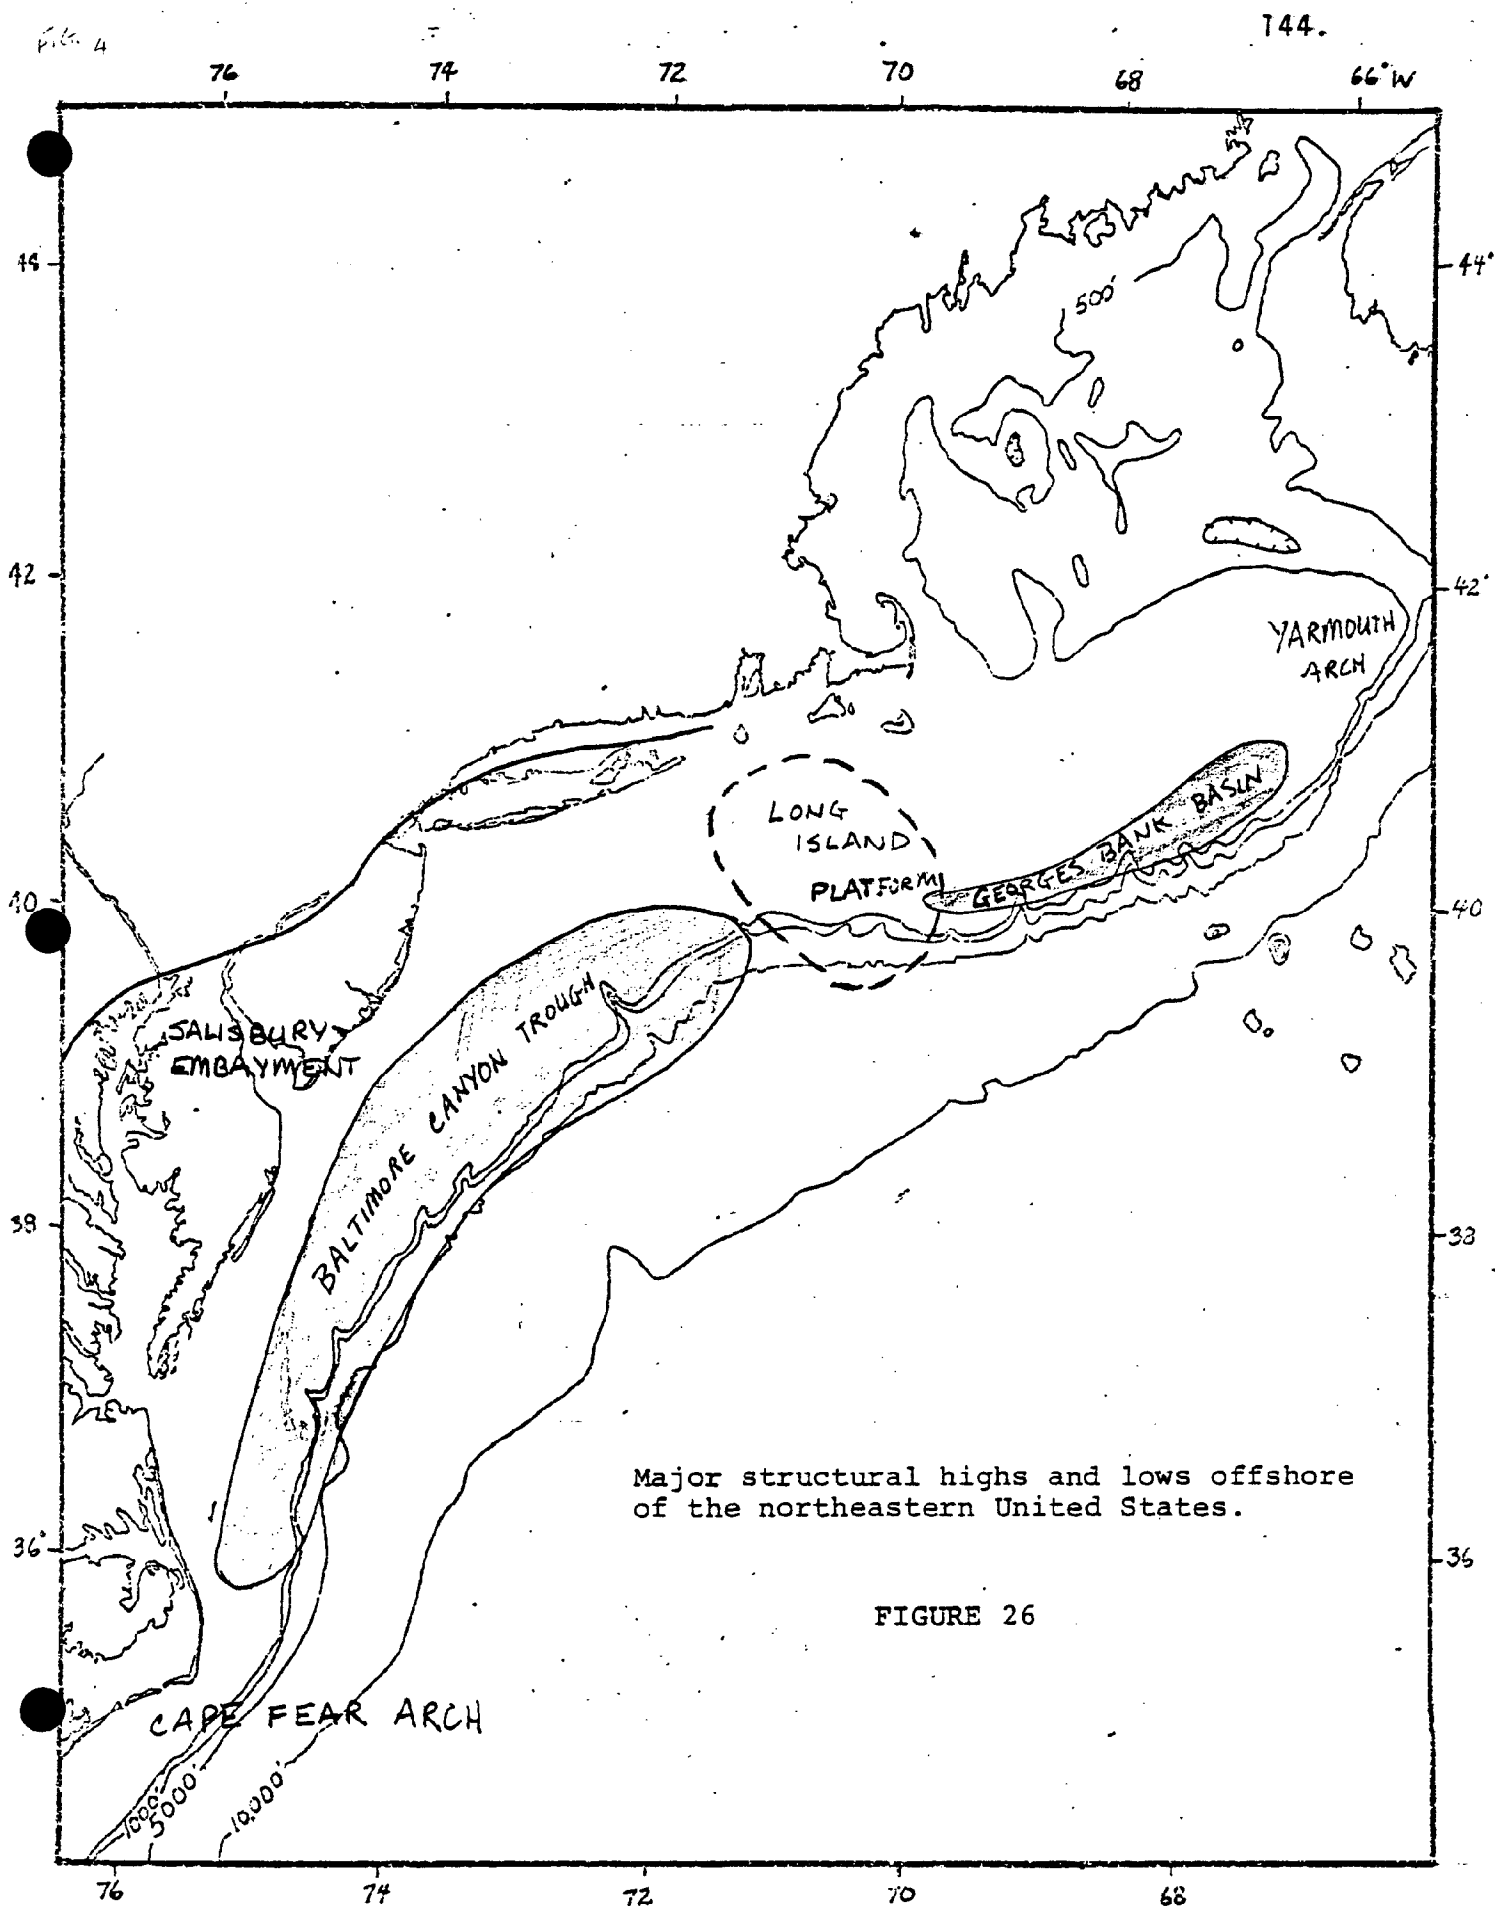 FIG. 4
144.
76 74 72 70 68 66°W
44°
500'
42 42°
YARMOUTH
ARCH
LONG
ISLAND
PLATFORM
GEORGES BANK BASIN
40 40
BALTIMORE CANYON TROUGH
SALISBURY
EMBAYMENT
38 38
Major structural highs and lows offshore
of the northeastern United States.
36° 36
FIGURE 26
CAPE FEAR ARCH
1000'
5000'
10,000'
76 74 72 70 68